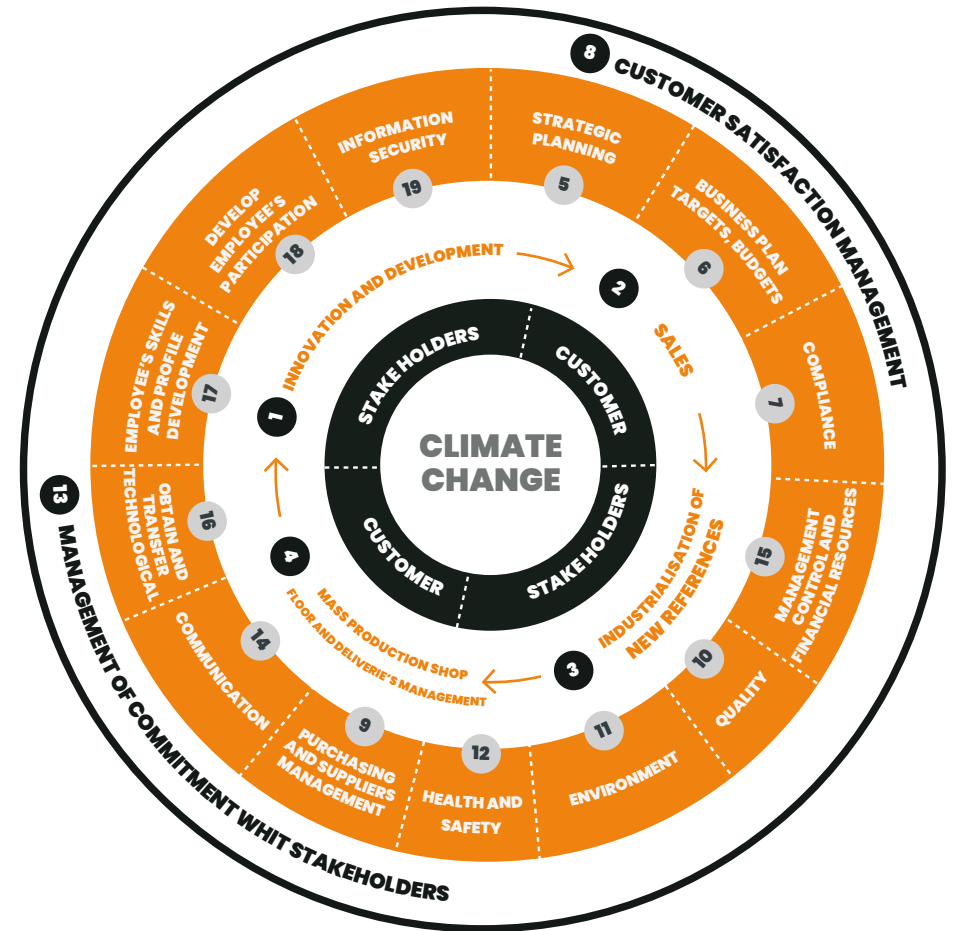 8
CUSTOMER SATISFACTION MANAGEMENT
13
MANAGEMENT OF COMMITMENT WHIT STAKEHOLDERS
STRATEGIC
PLANNING
5
BUSINESS PLAN
TARGETS, BUDGETS
6
COMPLIANCE
7
MANAGEMENT
CONTROL AND
FINANCIAL RESOURCES
15
QUALITY
10
ENVIRONMENT
11
HEALTH AND
SAFETY
12
PURCHASING
AND SUPPLIERS
MANAGEMENT
9
COMMUNICATION
14
OBTAIN AND
TRANSFER
TECHNOLOGICAL
16
EMPLOYEE'S SKILLS
AND PROFILE
DEVELOPMENT
17
DEVELOP
EMPLOYEE'S
PARTICIPATION
18
INFORMATION
SECURITY
19
1
INNOVATION AND DEVELOPMENT
2
SALES
3
INDUSTRIALISATION OF
NEW REFERENCES
4
MASS PRODUCTION SHOP
FLOOR AND DELIVERIE'S MANAGEMENT
STAKE HOLDERS
CUSTOMER
STAKE HOLDERS
CUSTOMER
CLIMATE
CHANGE